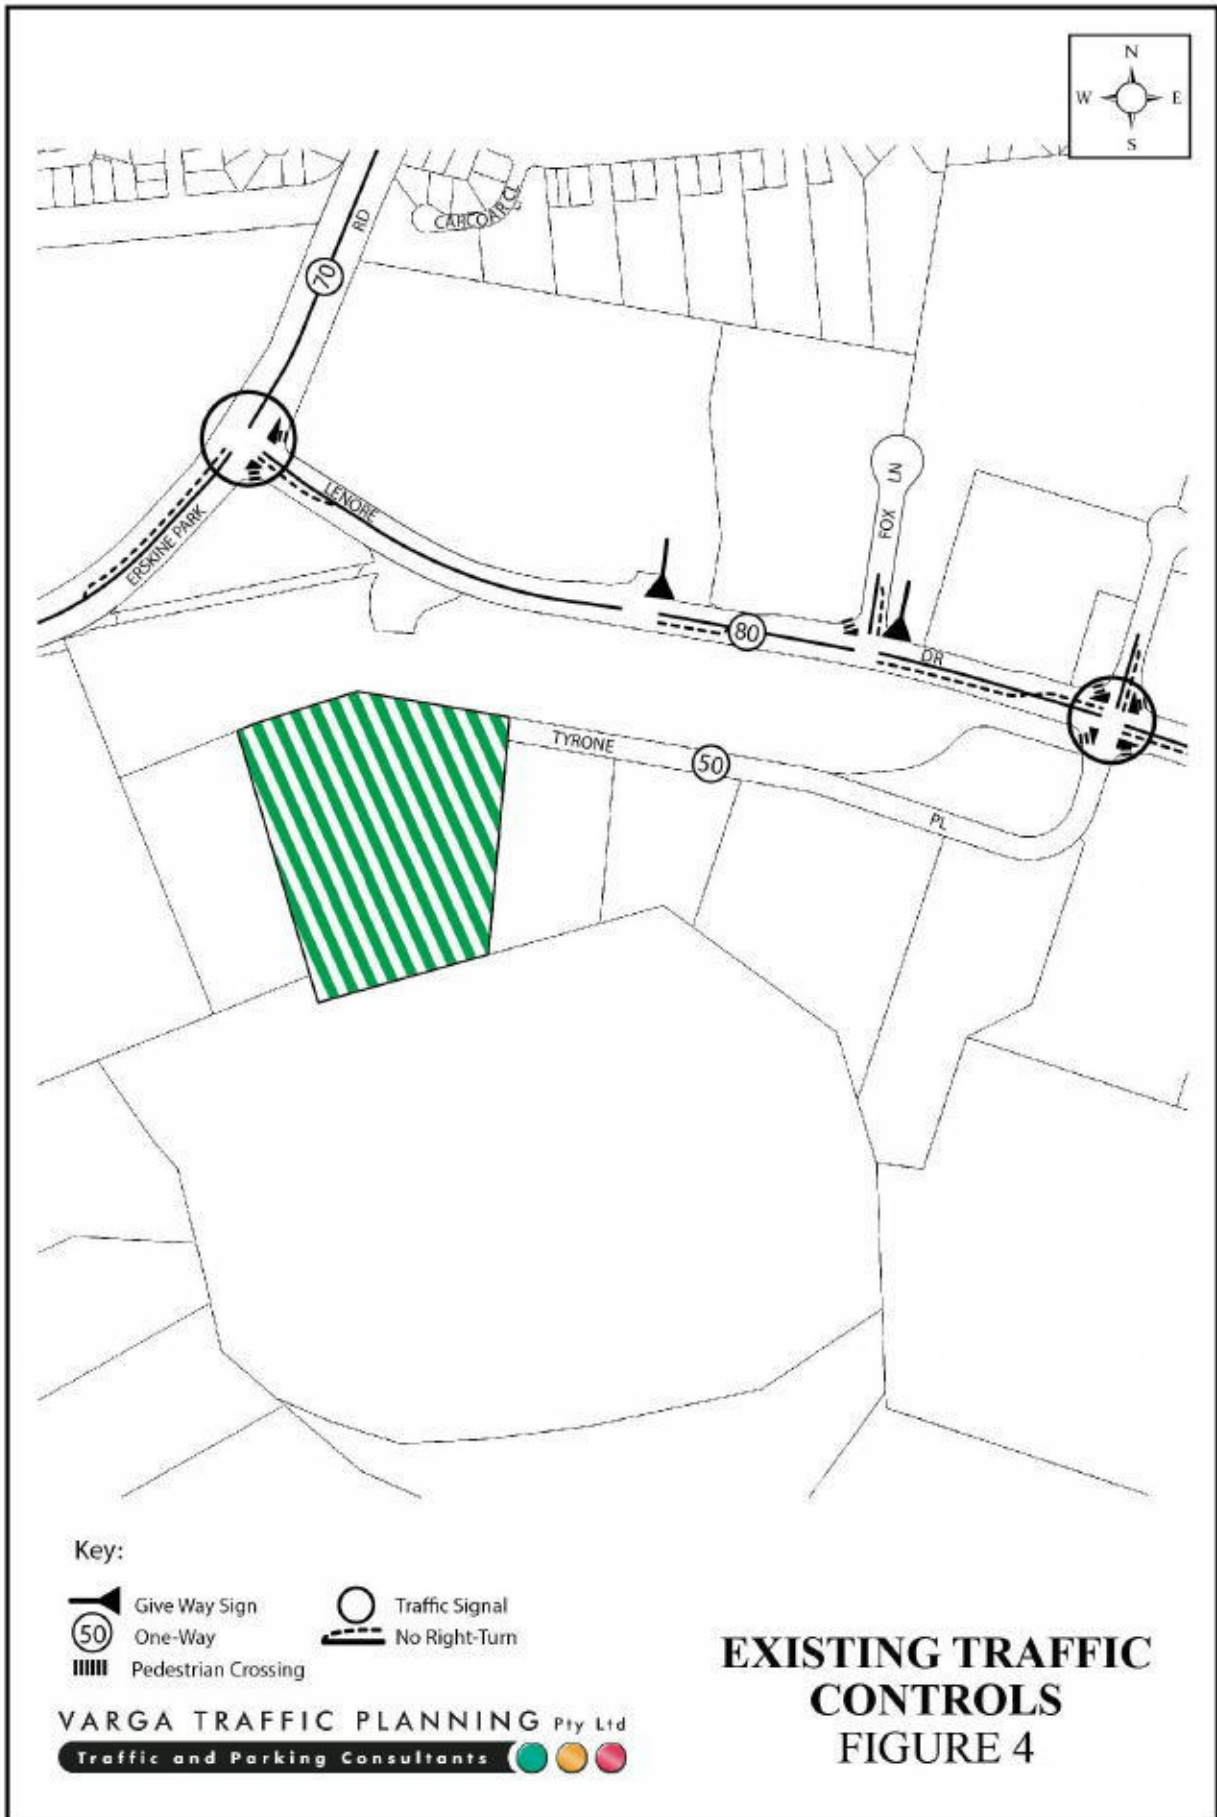 N
W E
S
CARCOAR CL
RD
70
LENORE
ERSKINE PARK
FOX LN
80
DR
TYRONE
50
PL
Key:
Give Way Sign
Traffic Signal
50 One-Way
No Right-Turn
Pedestrian Crossing
EXISTING TRAFFIC
CONTROLS
FIGURE 4
VARGA TRAFFIC PLANNING Pty Ltd
Traffic and Parking Consultants